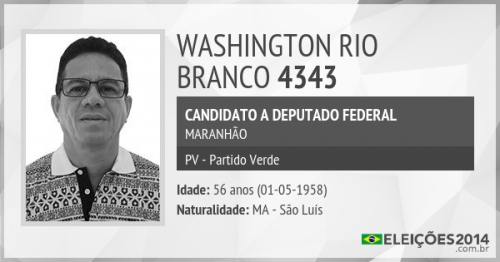 WASHINGTON RIO
BRANCO 4343
CANDIDATO A DEPUTADO FEDERAL
MARANHÃO
PV - Partido Verde
Idade: 56 anos (01-05-1958)
Naturalidade: MA - São Luís
ELEIÇÕES2014
.com.br